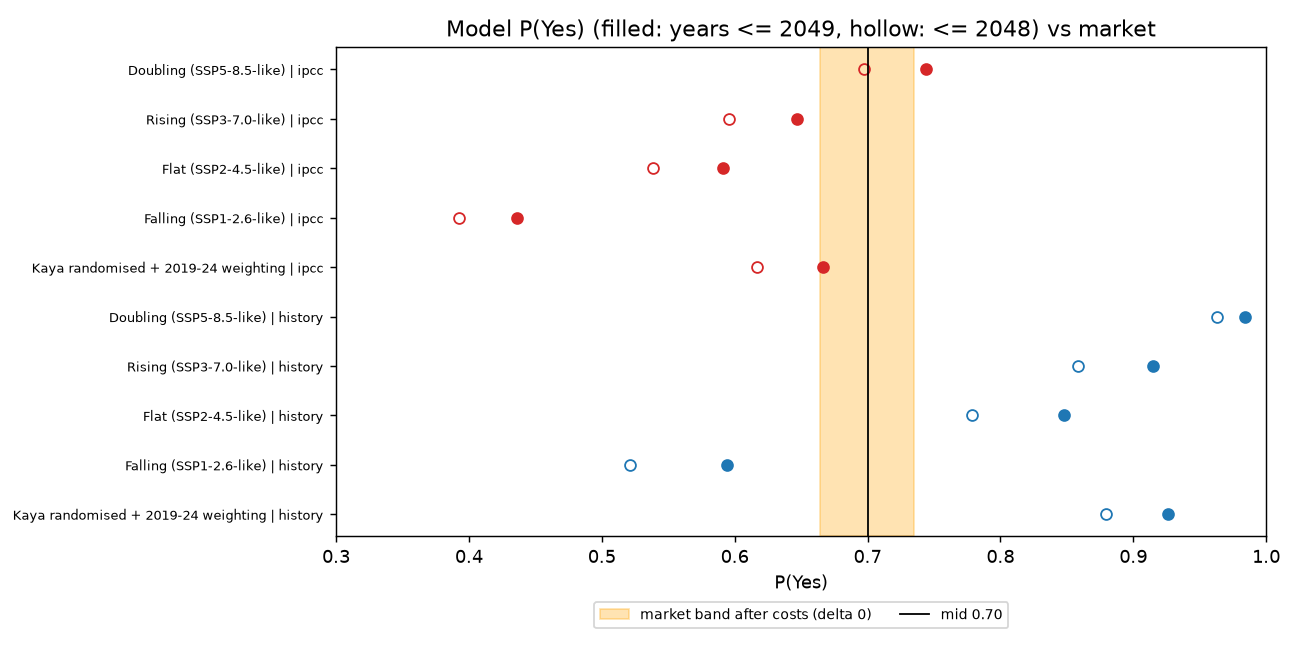 Model P(Yes) (filled: years <= 2049, hollow: <= 2048) vs market
Doubling (SSP5-8.5-like) | ipcc
Rising (SSP3-7.0-like) | ipcc
Flat (SSP2-4.5-like) | ipcc
Falling (SSP1-2.6-like) | ipcc
Kaya randomised + 2019-24 weighting | ipcc
Doubling (SSP5-8.5-like) | history
Rising (SSP3-7.0-like) | history
Flat (SSP2-4.5-like) | history
Falling (SSP1-2.6-like) | history
Kaya randomised + 2019-24 weighting | history
0.3 0.4 0.5 0.6 0.7 0.8 0.9 1.0
P(Yes)
market band after costs (delta 0) mid 0.70